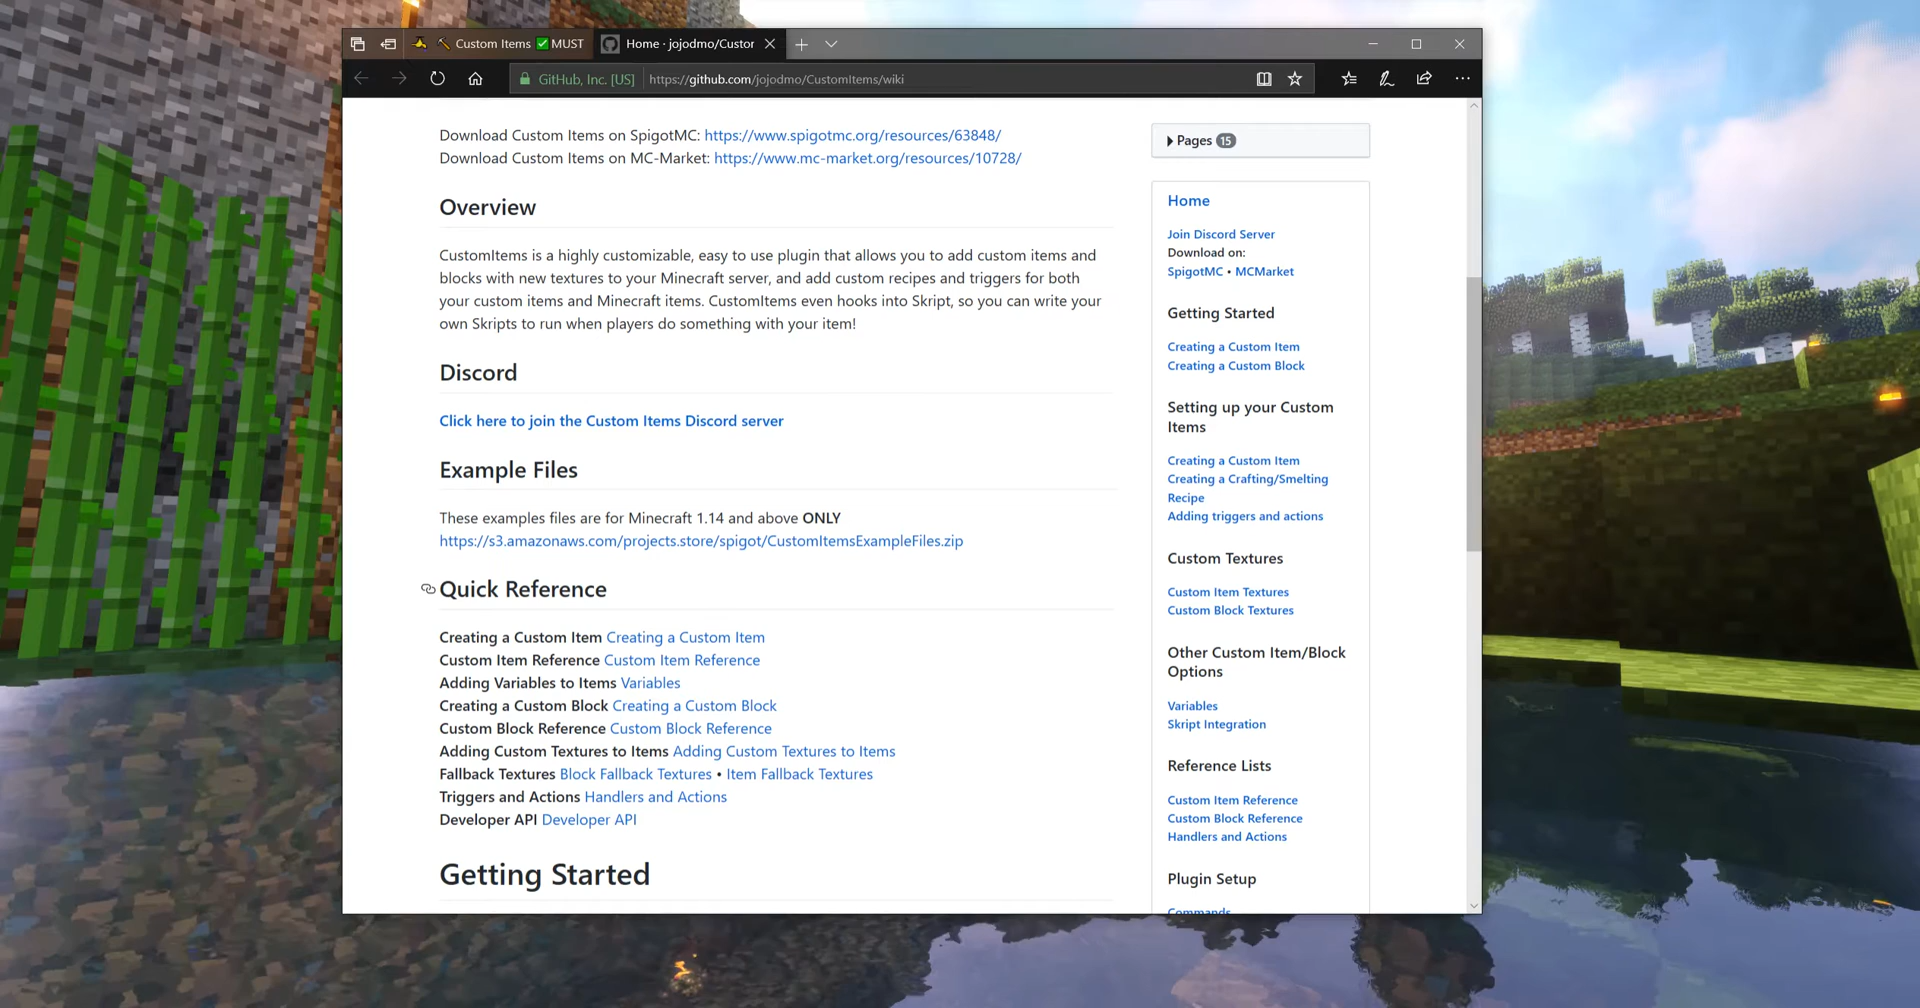 Custom Items ✅MUST
Home · jojodmo/Custor
GitHub, Inc. [US]
https://github.com/jojodmo/CustomItems/wiki
Download Custom Items on SpigotMC: https://www.spigotmc.org/resources/63848/
Download Custom Items on MC-Market: https://www.mc-market.org/resources/10728/
Overview
CustomItems is a highly customizable, easy to use plugin that allows you to add custom items and
blocks with new textures to your Minecraft server, and add custom recipes and triggers for both
your custom items and Minecraft items. CustomItems even hooks into Skript, so you can write your
own Skripts to run when players do something with your item!
Discord
Click here to join the Custom Items Discord server
Example Files
These examples files are for Minecraft 1.14 and above ONLY
https://s3.amazonaws.com/projects.store/spigot/CustomItemsExampleFiles.zip
Quick Reference
Creating a Custom Item Creating a Custom Item
Custom Item Reference Custom Item Reference
Adding Variables to Items Variables
Creating a Custom Block Creating a Custom Block
Custom Block Reference Custom Block Reference
Adding Custom Textures to Items Adding Custom Textures to Items
Fallback Textures Block Fallback Textures • Item Fallback Textures
Triggers and Actions Handlers and Actions
Developer API Developer API
Getting Started
Pages 15
Home
Join Discord Server
Download on:
SpigotMC • MCMarket
Getting Started
Creating a Custom Item
Creating a Custom Block
Setting up your Custom
Items
Creating a Custom Item
Creating a Crafting/Smelting
Recipe
Adding triggers and actions
Custom Textures
Custom Item Textures
Custom Block Textures
Other Custom Item/Block
Options
Variables
Skript Integration
Reference Lists
Custom Item Reference
Custom Block Reference
Handlers and Actions
Plugin Setup
Commands